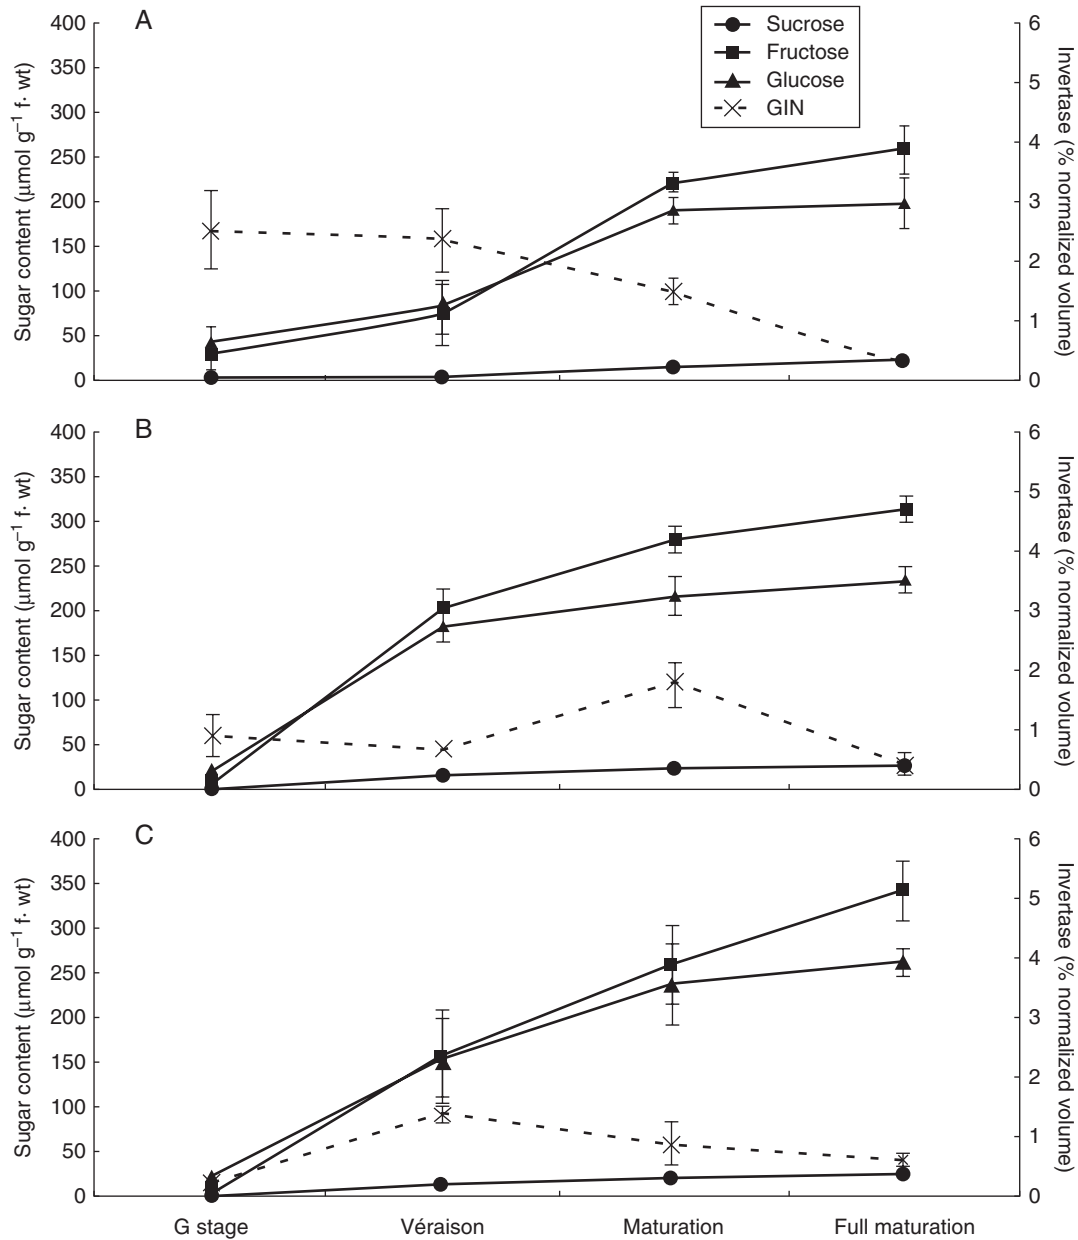 A
Sucrose
Fructose
Glucose
GIN
400
350
300
250
200
150
100
50
0
Sugar content (μmol g⁻¹ f. wt)
6
5
4
3
2
1
0
Invertase (% normalized volume)
B
400
350
300
250
200
150
100
50
0
Sugar content (μmol g⁻¹ f. wt)
6
5
4
3
2
1
0
Invertase (% normalized volume)
C
400
350
300
250
200
150
100
50
0
Sugar content (μmol g⁻¹ f. wt)
6
5
4
3
2
1
0
Invertase (% normalized volume)
G stage
Véraison
Maturation
Full maturation